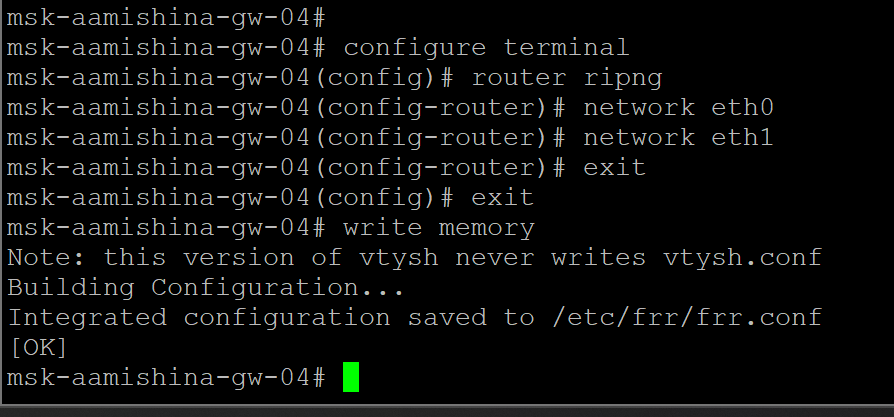 msk-aamishina-gw-04#
msk-aamishina-gw-04# configure terminal
msk-aamishina-gw-04(config)# router ripng
msk-aamishina-gw-04(config-router)# network eth0
msk-aamishina-gw-04(config-router)# network eth1
msk-aamishina-gw-04(config-router)# exit
msk-aamishina-gw-04(config)# exit
msk-aamishina-gw-04# write memory
Note: this version of vtysh never writes vtysh.conf
Building Configuration...
Integrated configuration saved to /etc/frr/frr.conf
[OK]
msk-aamishina-gw-04#